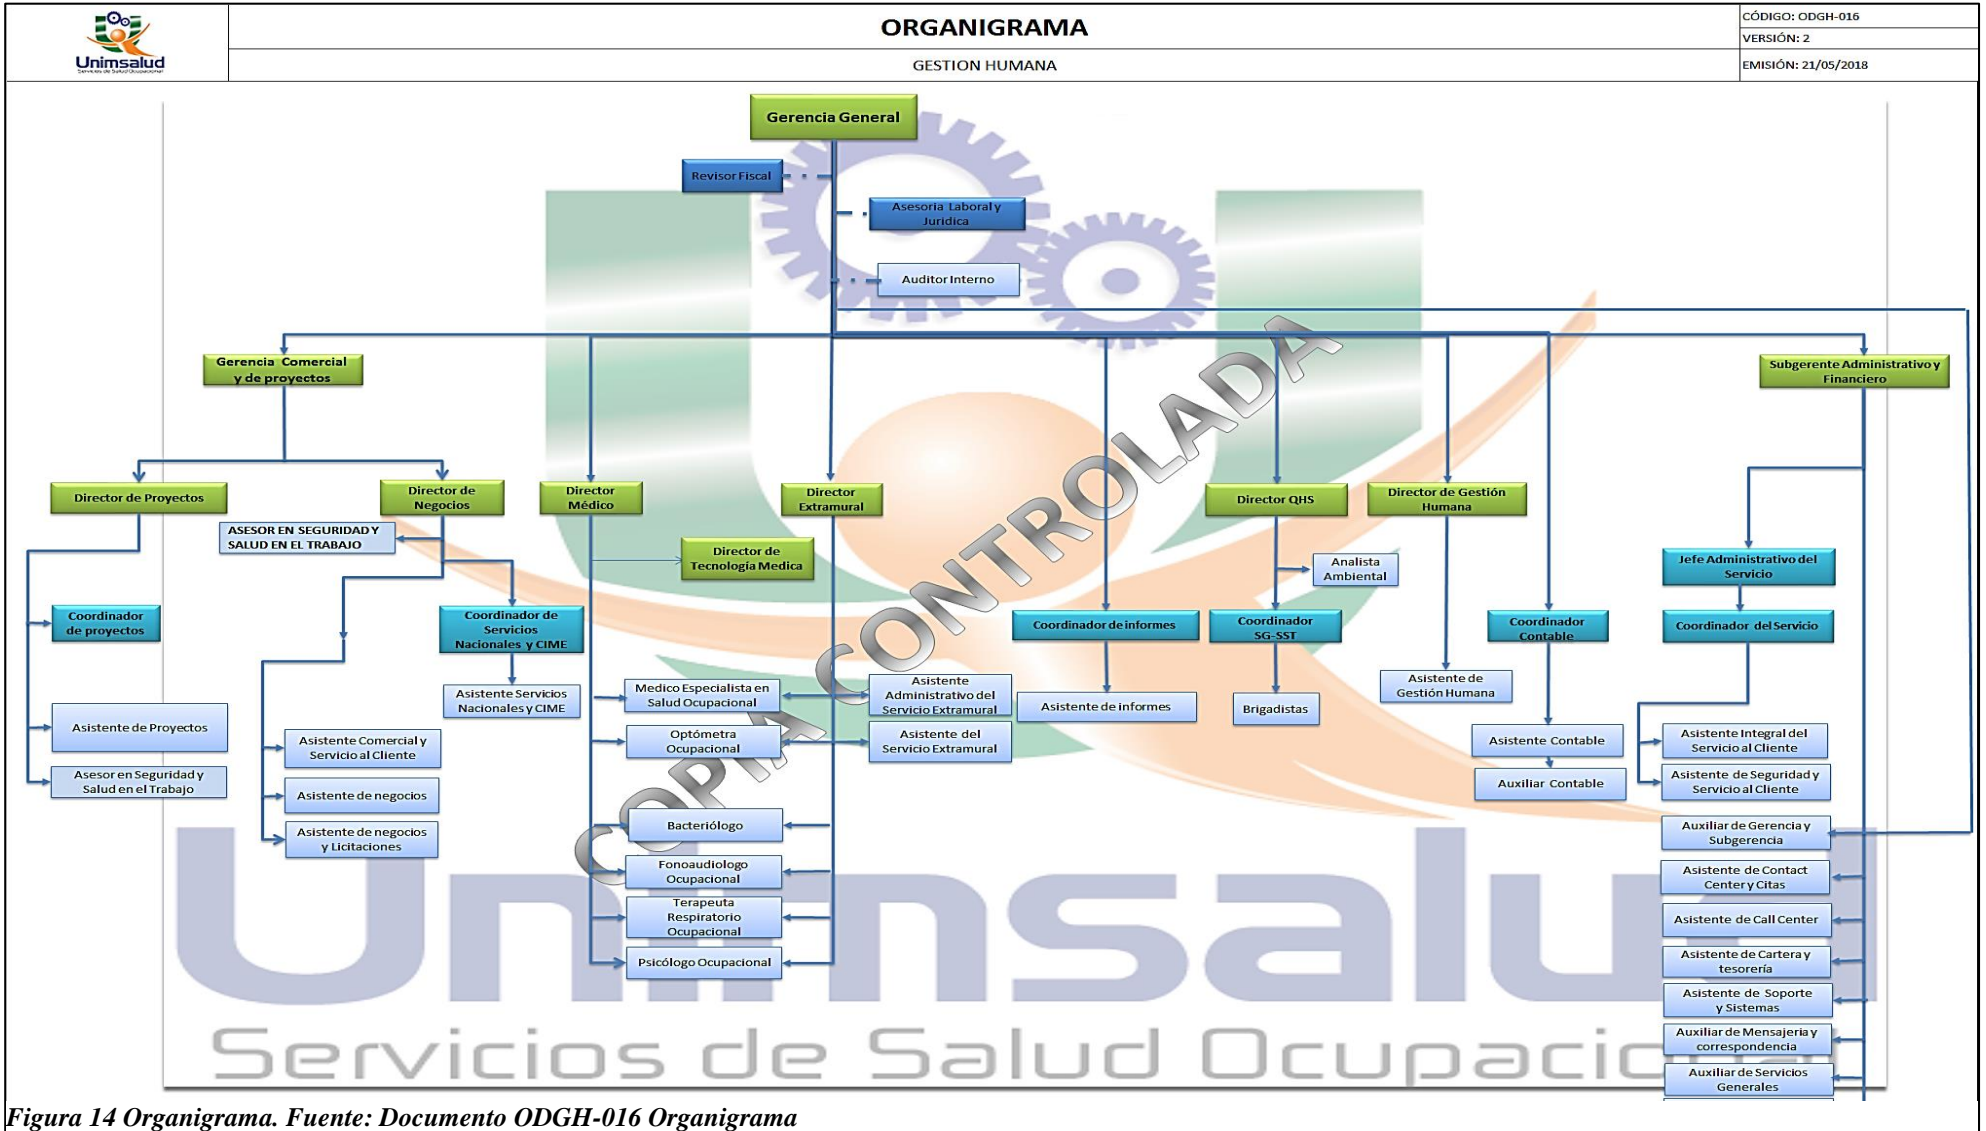 Unimsalud
Servicios de Salud Ocupacional
ORGANIGRAMA
GESTION HUMANA
CÓDIGO: ODGH-016
VERSIÓN: 2
EMISIÓN: 21/05/2018
Gerencia General
Revisor Fiscal
Asesoria Laboral y
Juridica
Auditor Interno
Gerencia Comercial
y de proyectos
Subgerente Administrativo y
Financiero
Director de Proyectos
Director de
Negocios
Director
Médico
Director
Extramural
Director QHS
Director de Gestión
Humana
ASESOR EN SEGURIDAD Y
SALUD EN EL TRABAJO
Director de
Tecnología Medica
Analista
Ambiental
Jefe Administrativo del
Servicio
Coordinador
de proyectos
Coordinador de
Servicios
Nacionales y CIME
Coordinador de informes
Coordinador
SG-SST
Coordinador
Contable
Coordinador del Servicio
Asistente Servicios
Nacionales y CIME
Medico Especialista en
Salud Ocupacional
Asistente
Administrativo del
Servicio Extramural
Asistente de informes
Brigadistas
Asistente de
Gestión Humana
Asistente de Proyectos
Asistente Comercial y
Servicio al Cliente
Optómetra
Ocupacional
Asistente del
Servicio Extramural
Asistente Contable
Asistente Integral del
Servicio al Cliente
Asesor en Seguridad y
Salud en el Trabajo
Asistente de negocios
Auxiliar Contable
Asistente de Seguridad y
Servicio al Cliente
Asistente de negocios
y Licitaciones
Bacteriólogo
Auxiliar de Gerencia y
Subgerencia
Fonoaudiologo
Ocupacional
Asistente de Contact
Center y Citas
Terapeuta
Respiratorio
Ocupacional
Asistente de Call Center
Psicólogo Ocupacional
Asistente de Cartera y
tesorería
Asistente de Soporte
y Sistemas
Auxiliar de Mensajeria y
correspondencia
Auxiliar de Servicios
Generales
COPIA CONTROLADA
Unimsalud
Servicios de Salud Ocupacional
Figura 14 Organigrama. Fuente: Documento ODGH-016 Organigrama